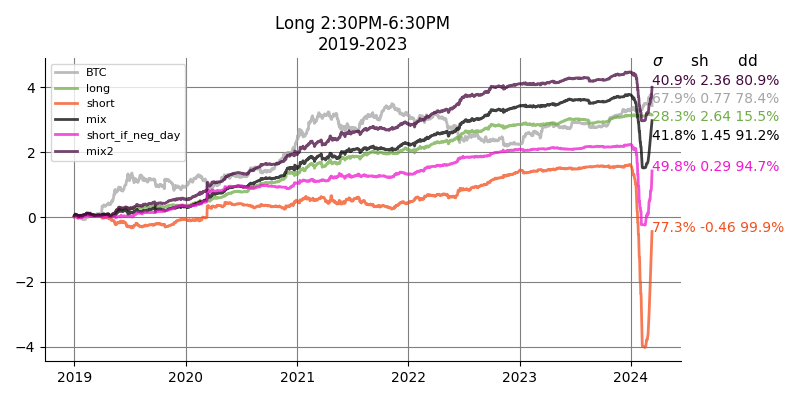 Long 2:30PM-6:30PM
2019-2023
σ sh dd
BTC
long
short
mix
short_if_neg_day
mix2
40.9% 2.36 80.9%
67.9% 0.77 78.4%
28.3% 2.64 15.5%
41.8% 1.45 91.2%
49.8% 0.29 94.7%
77.3% -0.46 99.9%
4
2
0
−2
−4
2019 2020 2021 2022 2023 2024